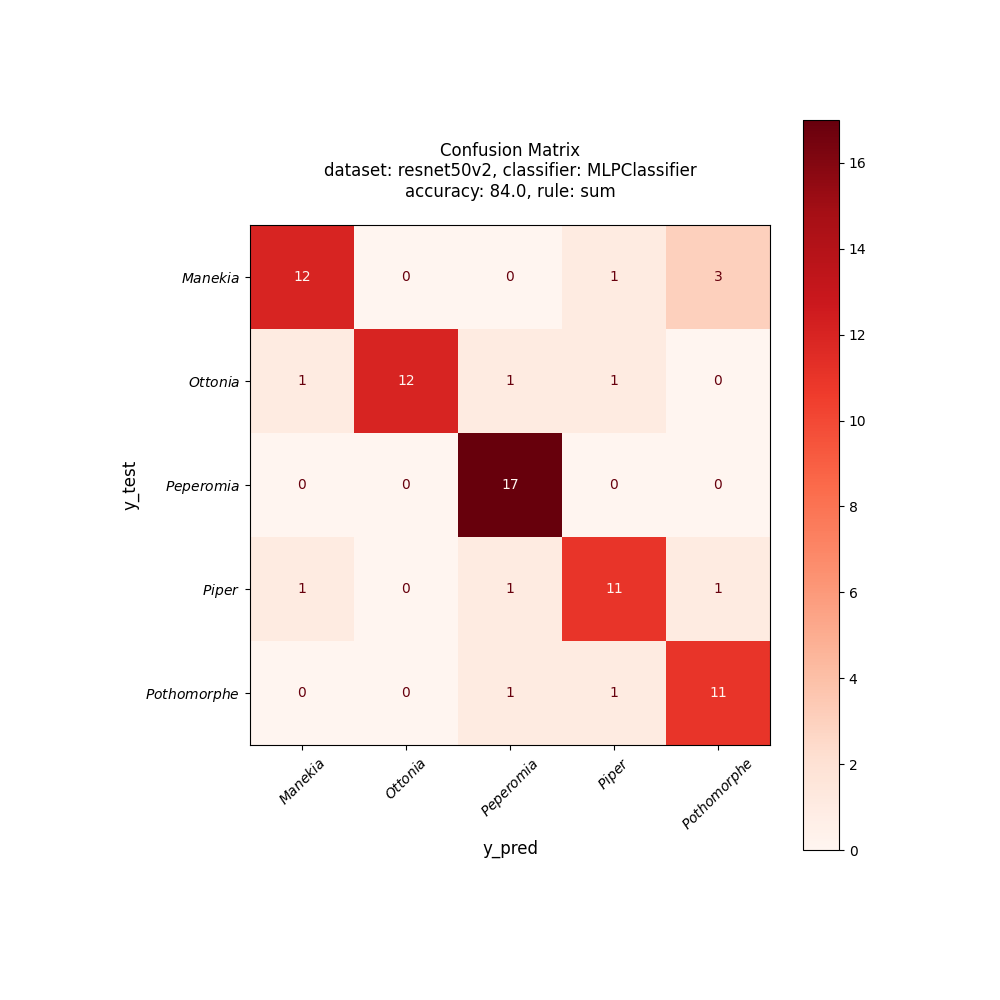 Confusion Matrix
dataset: resnet50v2, classifier: MLPClassifier
accuracy: 84.0, rule: sum
y_test
Manekia 12 0 0 1 3
Ottonia 1 12 1 1 0
Peperomia 0 0 17 0 0
Piper 1 0 1 11 1
Pothomorphe 0 0 1 1 11
Manekia Ottonia Peperomia Piper Pothomorphe
y_pred
16
14
12
10
8
6
4
2
0